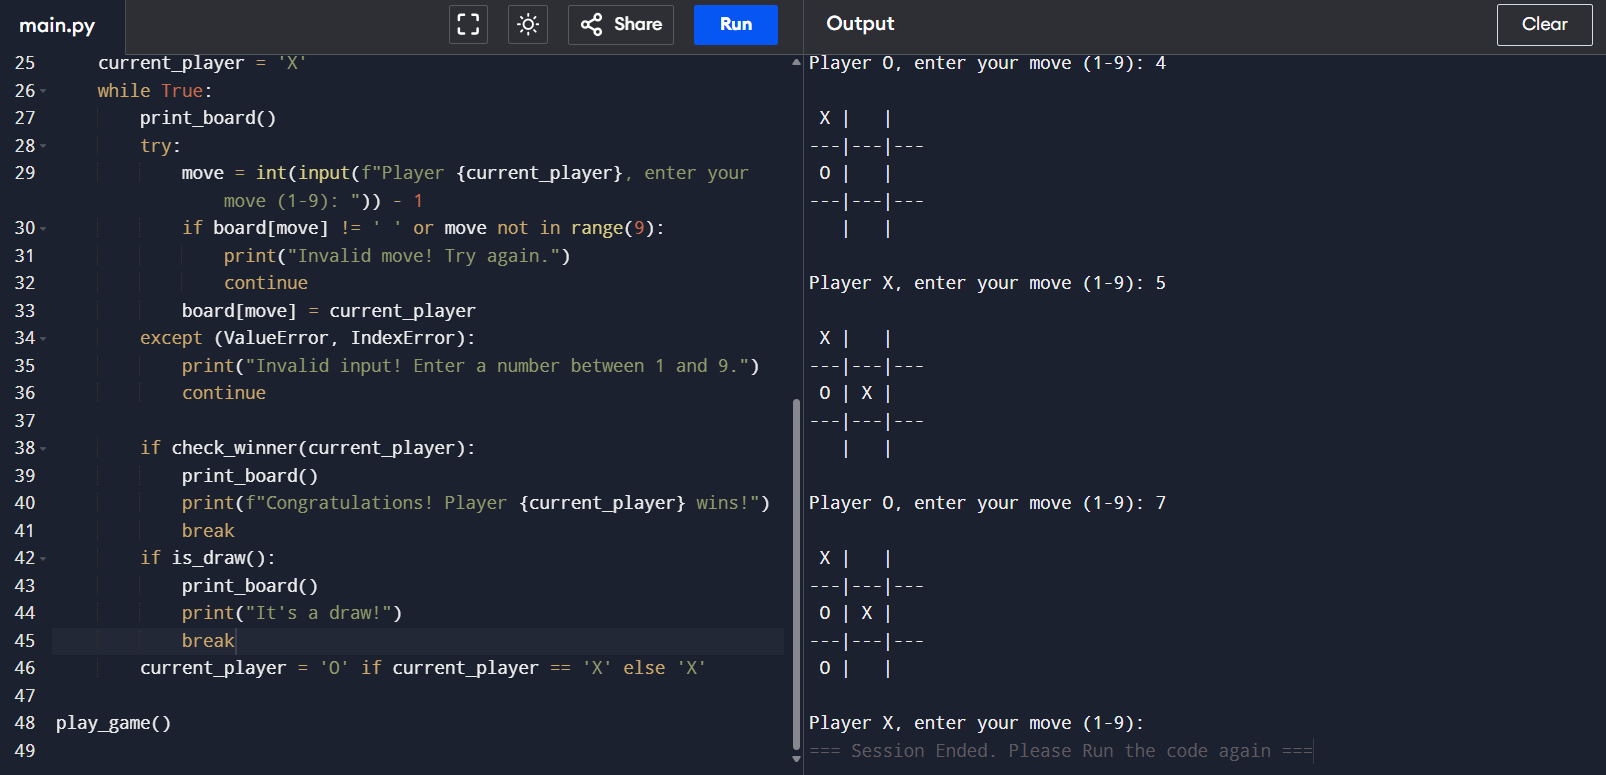 main.py
Share
Run
Output
Clear
25 current_player = 'X'
26 while True:
27 print_board()
28 try:
29 move = int(input(f"Player {current_player}, enter your
move (1-9): ")) - 1
30 if board[move] != ' ' or move not in range(9):
31 print("Invalid move! Try again.")
32 continue
33 board[move] = current_player
34 except (ValueError, IndexError):
35 print("Invalid input! Enter a number between 1 and 9.")
36 continue
37
38 if check_winner(current_player):
39 print_board()
40 print(f"Congratulations! Player {current_player} wins!")
41 break
42 if is_draw():
43 print_board()
44 print("It's a draw!")
45 break
46 current_player = 'O' if current_player == 'X' else 'X'
47
48 play_game()
49
Player O, enter your move (1-9): 4
X |   |
---|---|---
O |   |
---|---|---
  |   |
Player X, enter your move (1-9): 5
X |   |
---|---|---
O | X |
---|---|---
  |   |
Player O, enter your move (1-9): 7
X |   |
---|---|---
O | X |
---|---|---
O |   |
Player X, enter your move (1-9):
=== Session Ended. Please Run the code again ===